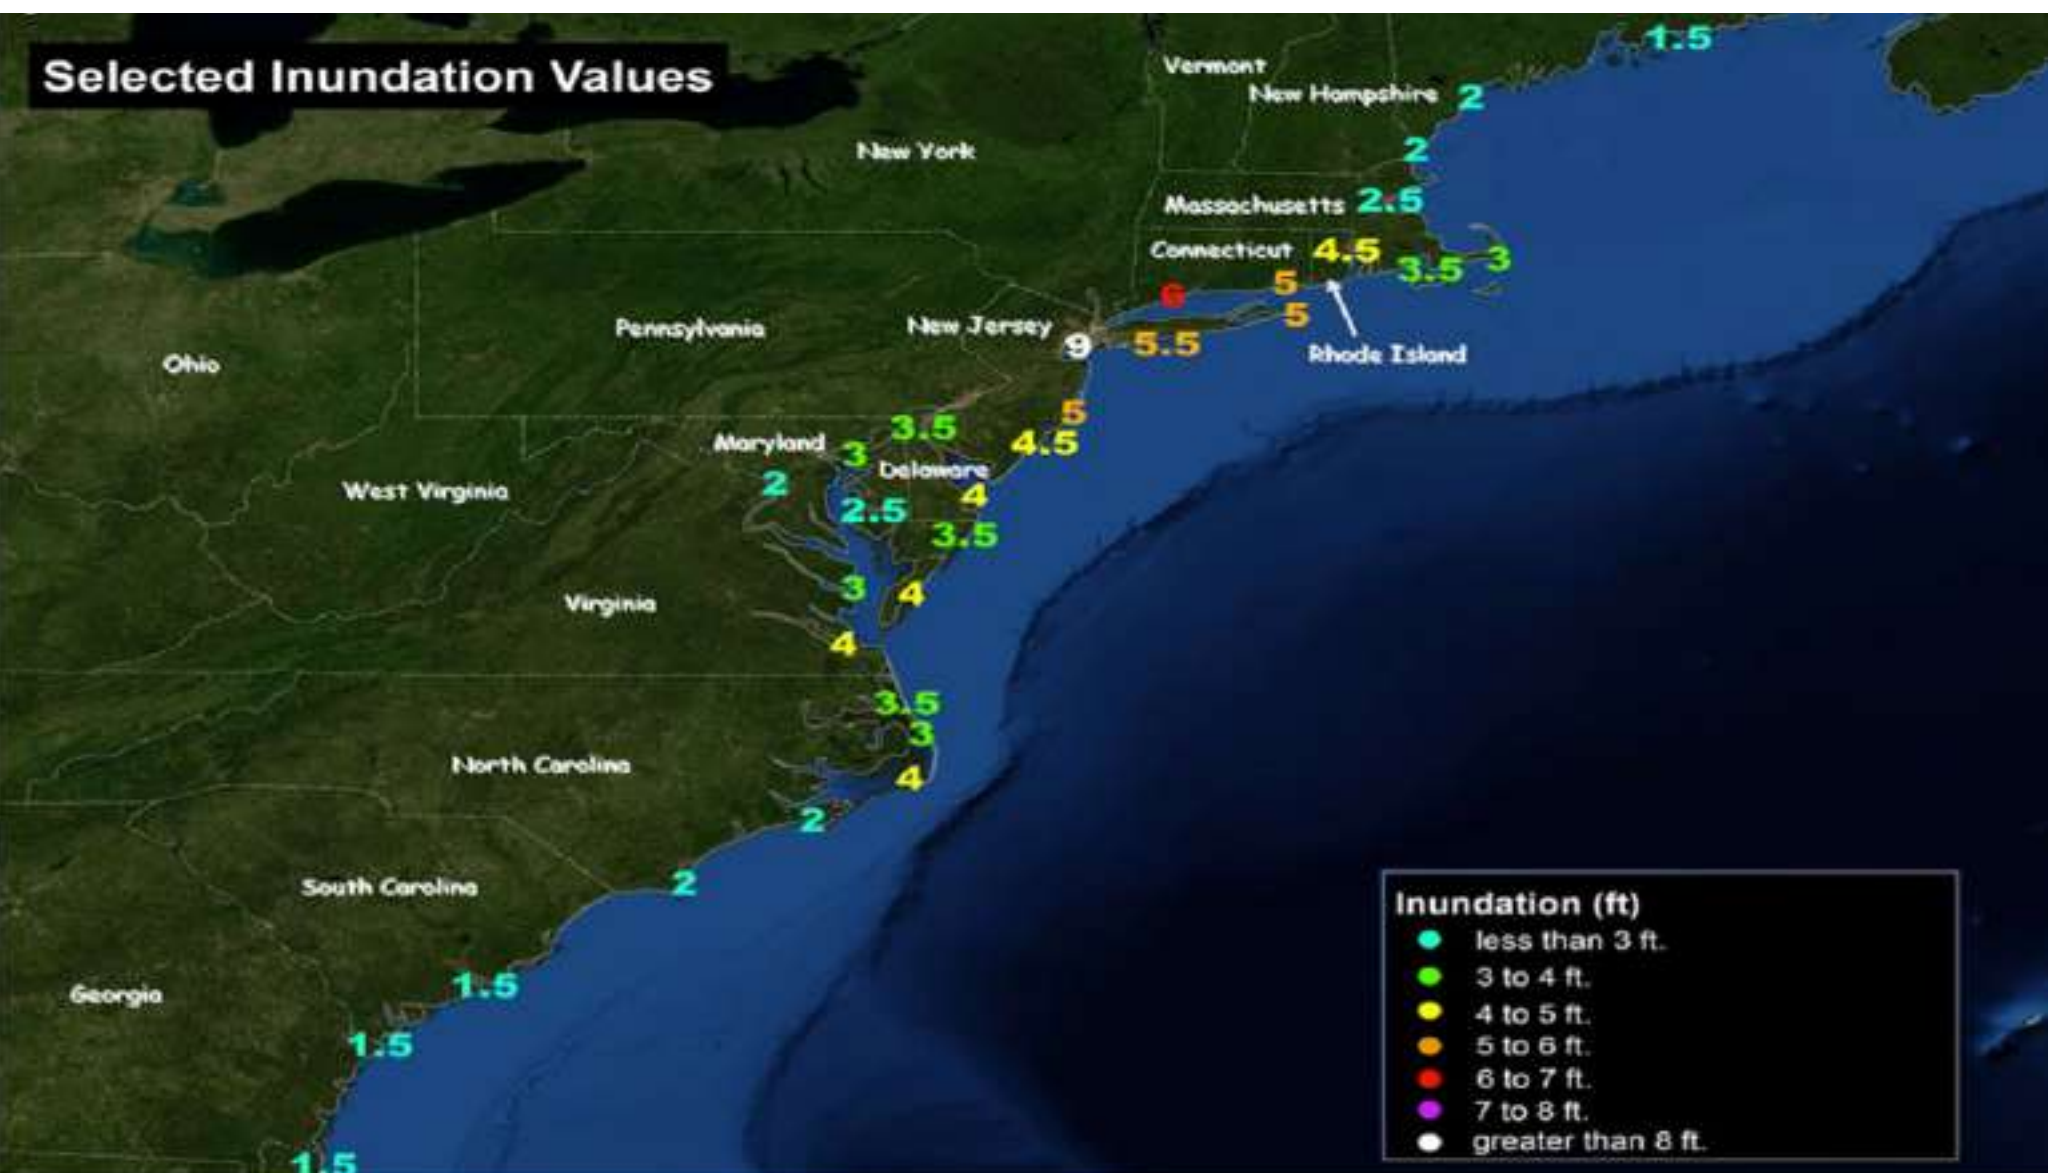 Selected Inundation Values
1.5
Vermont
New Hampshire 2
2
New York
Massachusetts 2.5
Connecticut 4.5
3.5 3
5
6
5
New Jersey
Pennsylvania
9 5.5
Rhode Island
Ohio
5
3.5
Maryland
4.5
3
Delaware
2
West Virginia
4
2.5
3.5
3
4
Virginia
4
3.5
3
North Carolina
4
2
2
South Carolina
1.5
Georgia
1.5
1.5
Inundation (ft)
less than 3 ft.
3 to 4 ft.
4 to 5 ft.
5 to 6 ft.
6 to 7 ft.
7 to 8 ft.
greater than 8 ft.